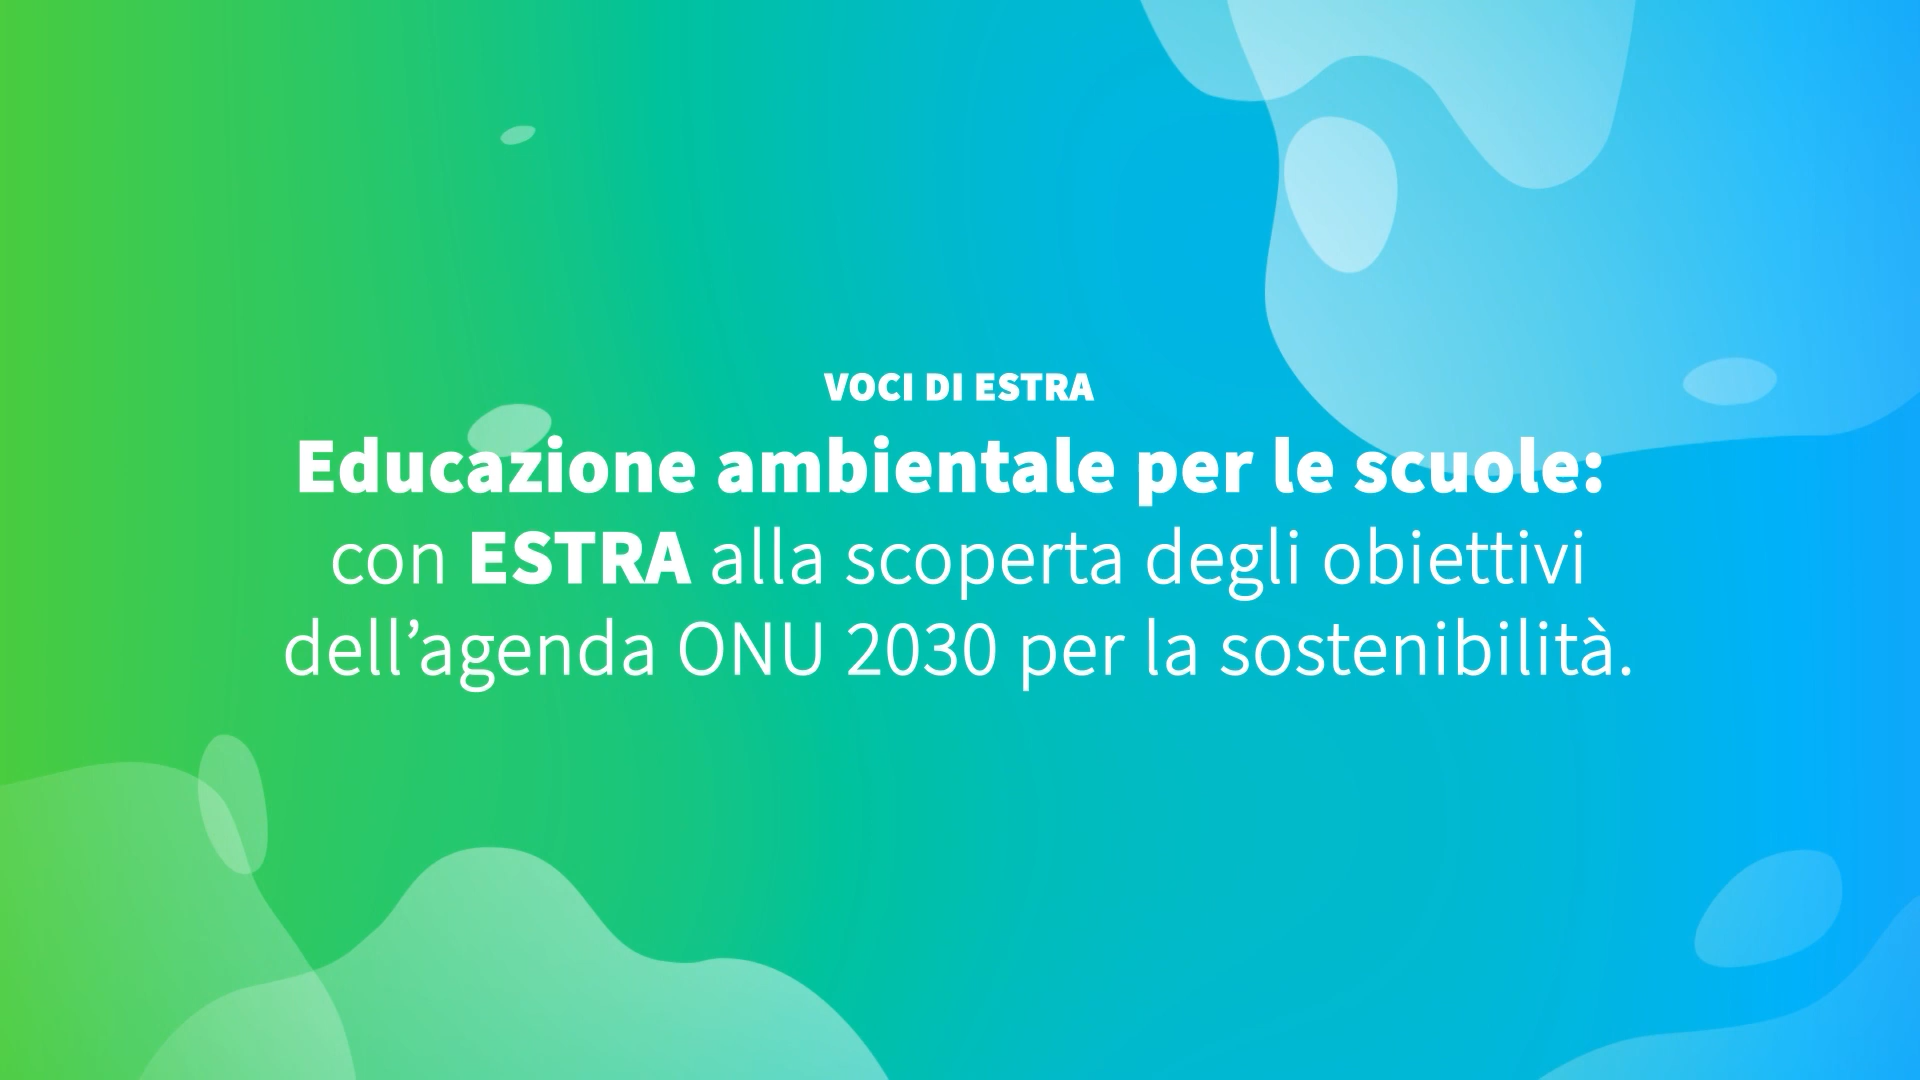 VOCI DI ESTRA
Educazione ambientale per le scuole:
con ESTRA alla scoperta degli obiettivi
dell’agenda ONU 2030 per la sostenibilità.